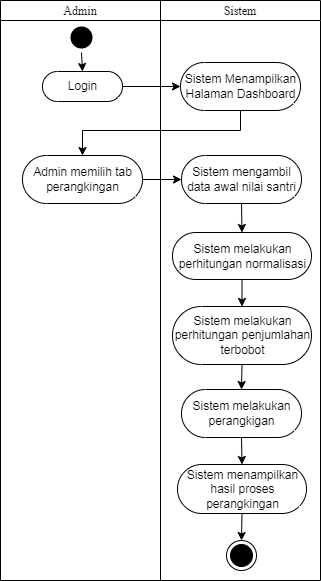 Admin
Sistem
Login
Sistem Menampilkan
Halaman Dashboard
Admin memilih tab
perangkingan
Sistem mengambil
data awal nilai santri
Sistem melakukan
perhitungan normalisasi
Sistem melakukan
perhitungan penjumlahan
terbobot
Sistem melakukan
perangkigan
Sistem menampilkan
hasil proses
perangkingan